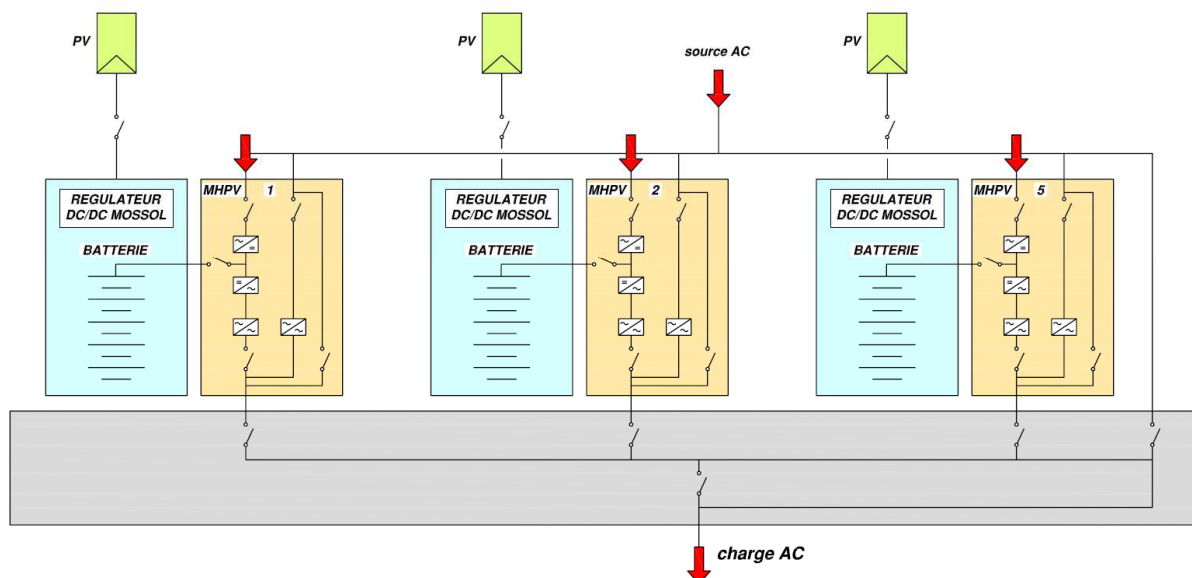 PV
PV
PV
source AC
REGULATEUR
DC/DC MOSSOL
BATTERIE
MHPV 1
REGULATEUR
DC/DC MOSSOL
BATTERIE
MHPV 2
REGULATEUR
DC/DC MOSSOL
BATTERIE
MHPV 5
charge AC